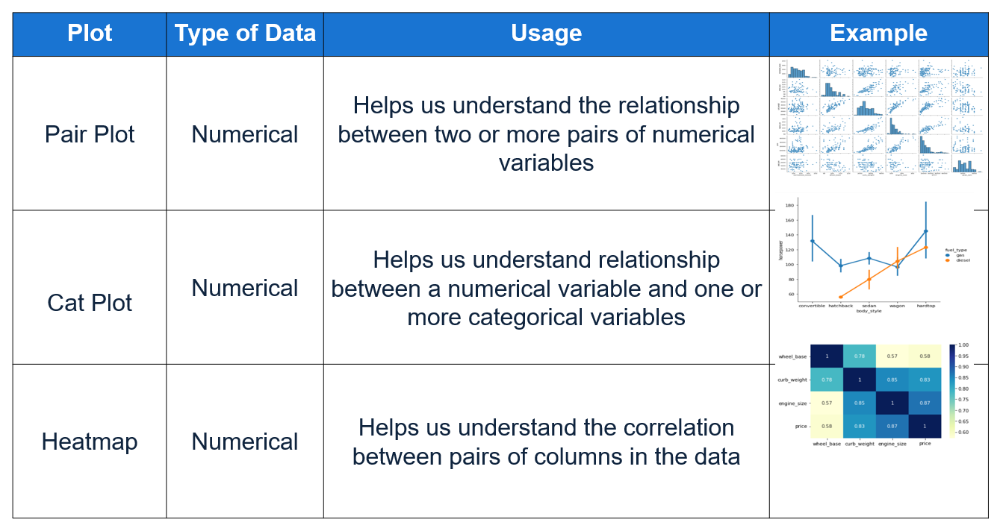 Plot
Type of Data
Usage
Example
Pair Plot
Numerical
Helps us understand the relationship
between two or more pairs of numerical
variables
Cat Plot
Numerical
Helps us understand relationship
between a numerical variable and one or
more categorical variables
180
160
140
120
100
80
60
horsepower
convertible hatchback sedan wagon hardtop
body_style
fuel_type
gas
diesel
Heatmap
Numerical
Helps us understand the correlation
between pairs of columns in the data
wheel_base 1 0.78 0.57 0.58
curb_weight 0.78 1 0.85 0.83
engine_size 0.57 0.85 1 0.87
price 0.58 0.83 0.87 1
wheel_base curb_weight engine_size price
1.00
0.95
0.90
0.85
0.80
0.75
0.70
0.65
0.60